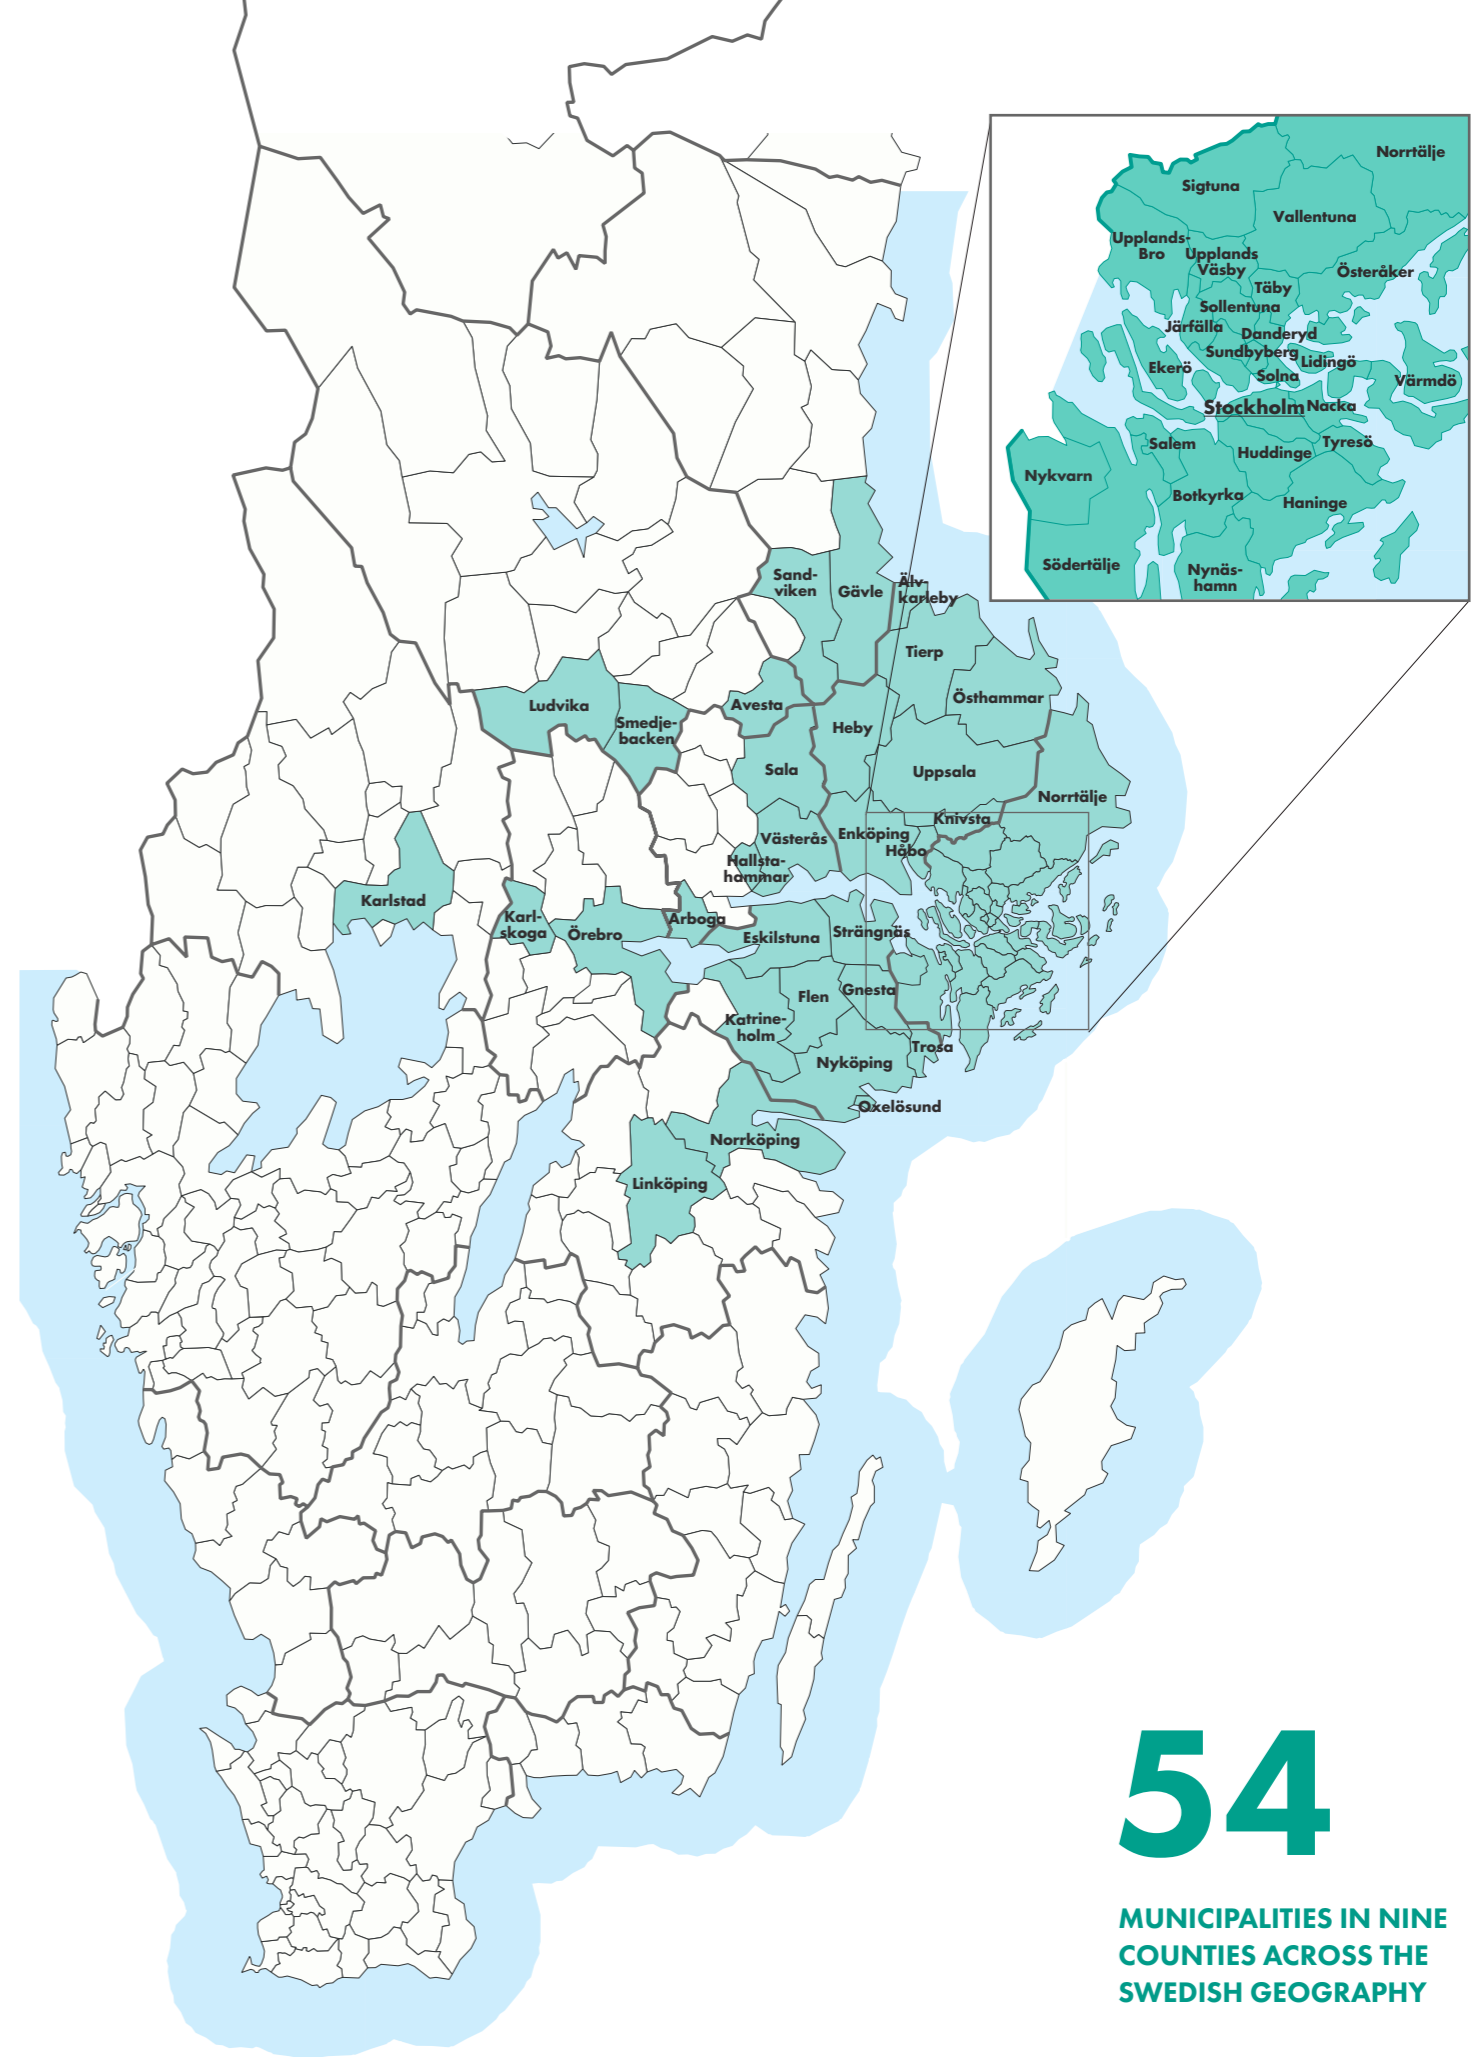 Norrtälje
Sigtuna
Vallentuna
Upplands-
Bro
Upplands
Väsby
Österåker
Täby
Sollentuna
Järfälla
Danderyd
Sundbyberg
Lidingö
Ekerö
Solna
Värmdö
Stockholm
Nacka
Salem
Tyresö
Huddinge
Nykvarn
Botkyrka
Haninge
Södertälje
Nynäs-
hamn
Sand-
viken
Gävle
Älv-
karleby
Tierp
Östhammar
Ludvika
Avesta
Smedje-
backen
Heby
Sala
Uppsala
Norrtälje
Knivsta
Västerås
Enköping
Håbo
Hallsta-
hammar
Karlstad
Karl-
skoga
Örebro
Arboga
Eskilstuna
Strängnäs
Flen
Gnesta
Katrine-
holm
Trosa
Nyköping
Oxelösund
Norrköping
Linköping
54
MUNICIPALITIES IN NINE
COUNTIES ACROSS THE
SWEDISH GEOGRAPHY